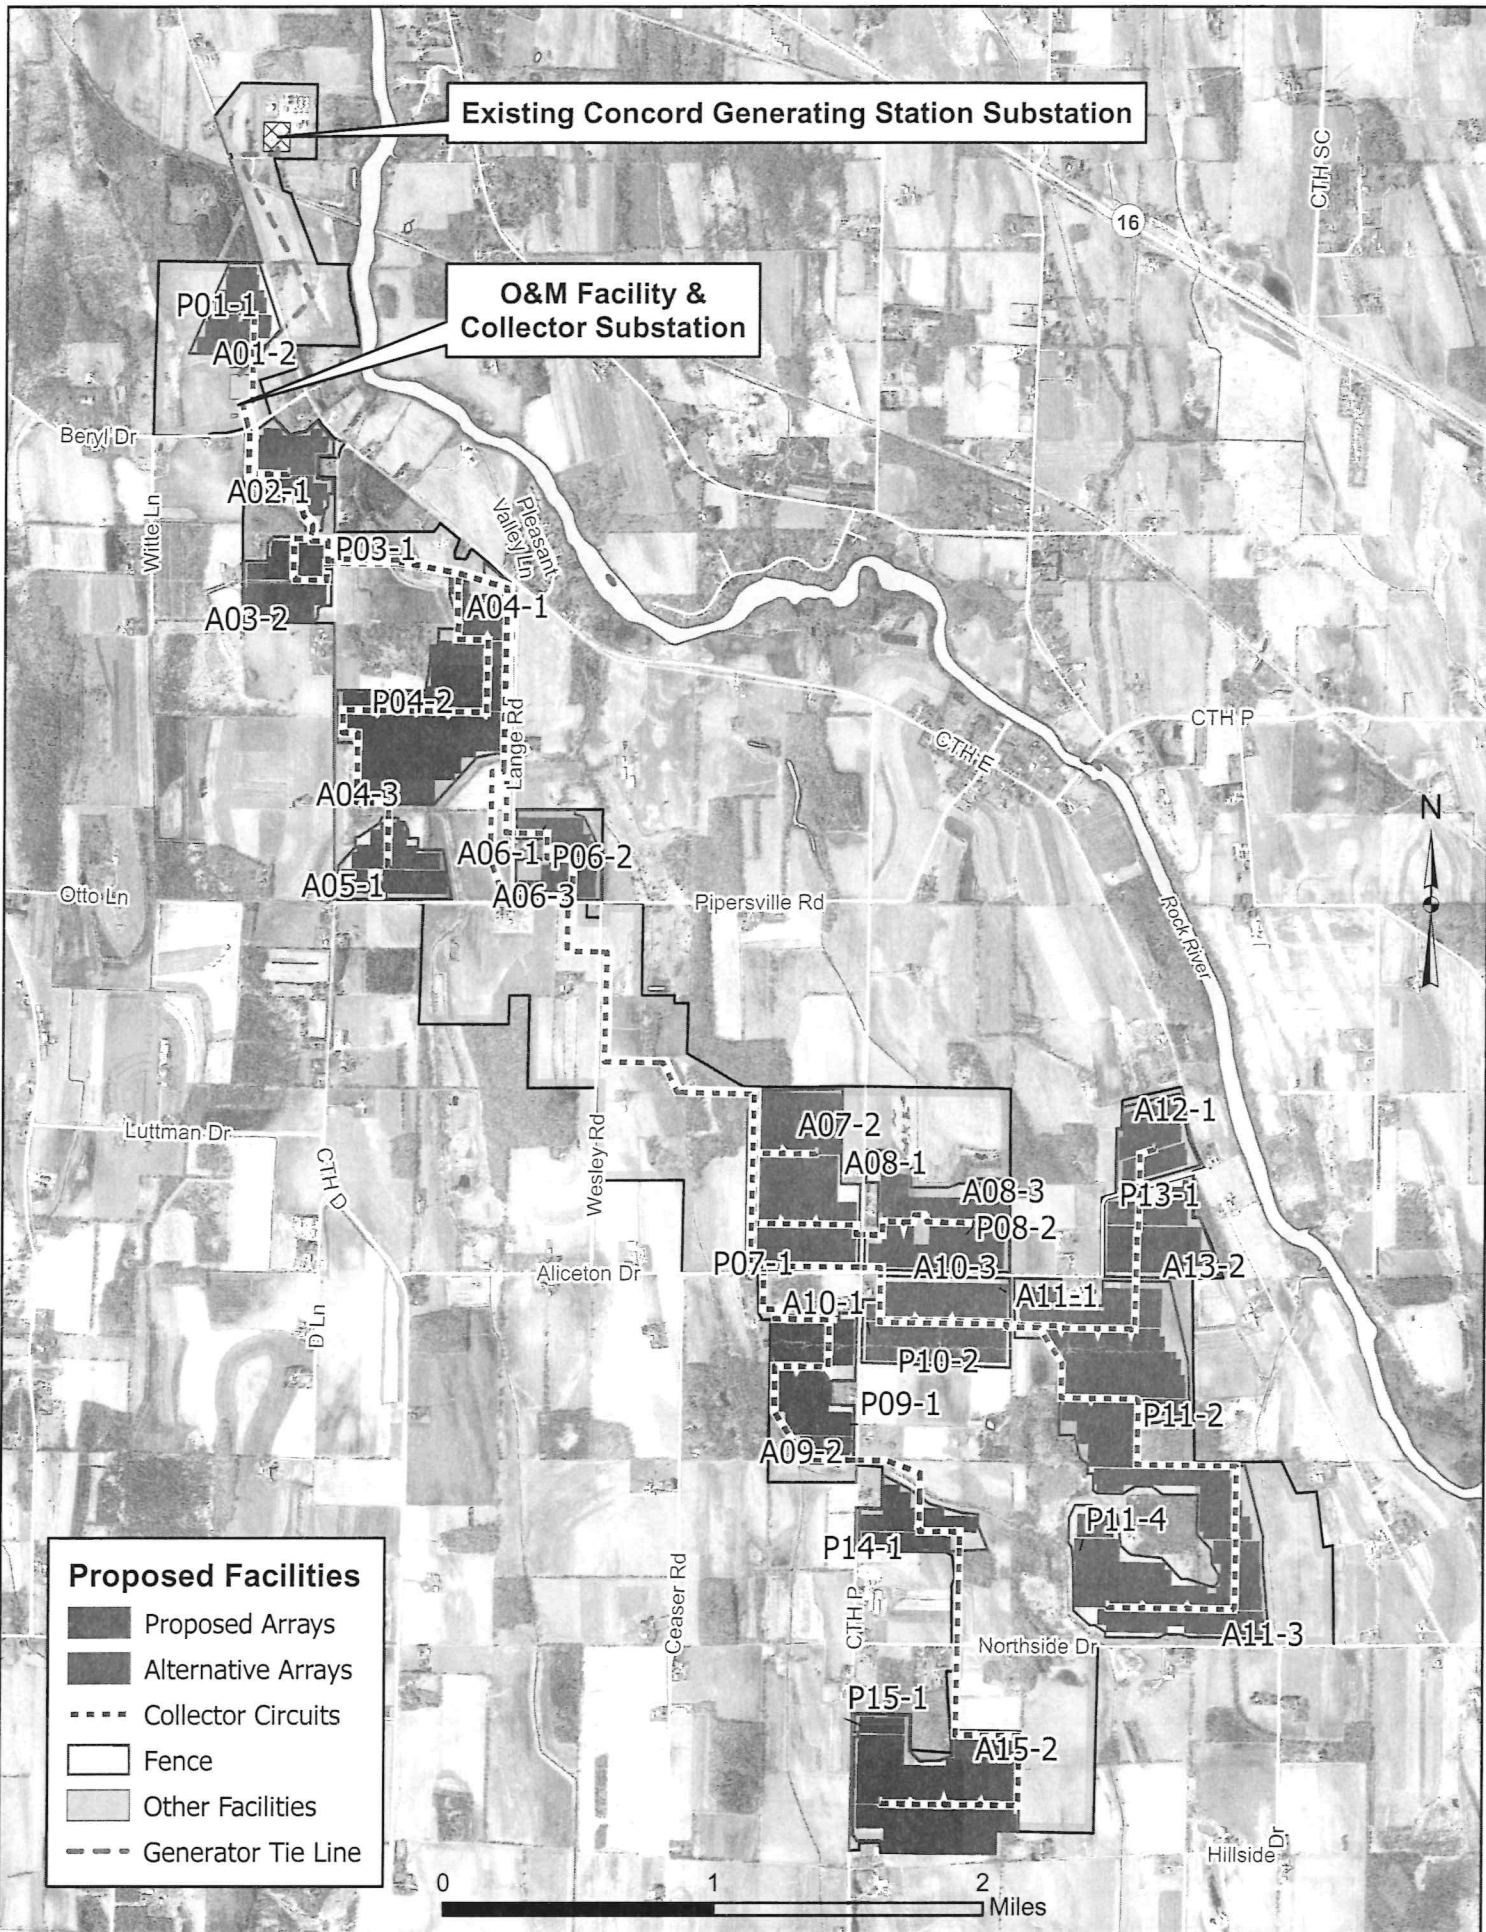 Existing Concord Generating Station Substation
CTH SC
16
O&M Facility &
Collector Substation
P01-1
A01-2
Beryl Dr
A02-1
Witte Ln
Pleasant
Valley Ln
P03-1
A03-2
A04-1
P04-2
Lange Rd
CTH P
CTH E
A04-3
N
A06-1
P06-2
A05-1
A06-3
Otto Ln
Pipersville Rd
Rock River
A12-1
Luttman Dr
A07-2
CTH D
Wesley Rd
A08-1
A08-3
P13-1
P08-2
P07-1
A10-3
A13-2
Aliceton Dr
A10-1
A11-1
D Ln
P10-2
P09-1
P11-2
A09-2
P11-4
P14-1
Ceaser Rd
CTH P
Northside Dr
A11-3
P15-1
A15-2
Hillside Dr
Proposed Facilities
Proposed Arrays
Alternative Arrays
Collector Circuits
Fence
Other Facilities
Generator Tie Line
0 1 2
Miles